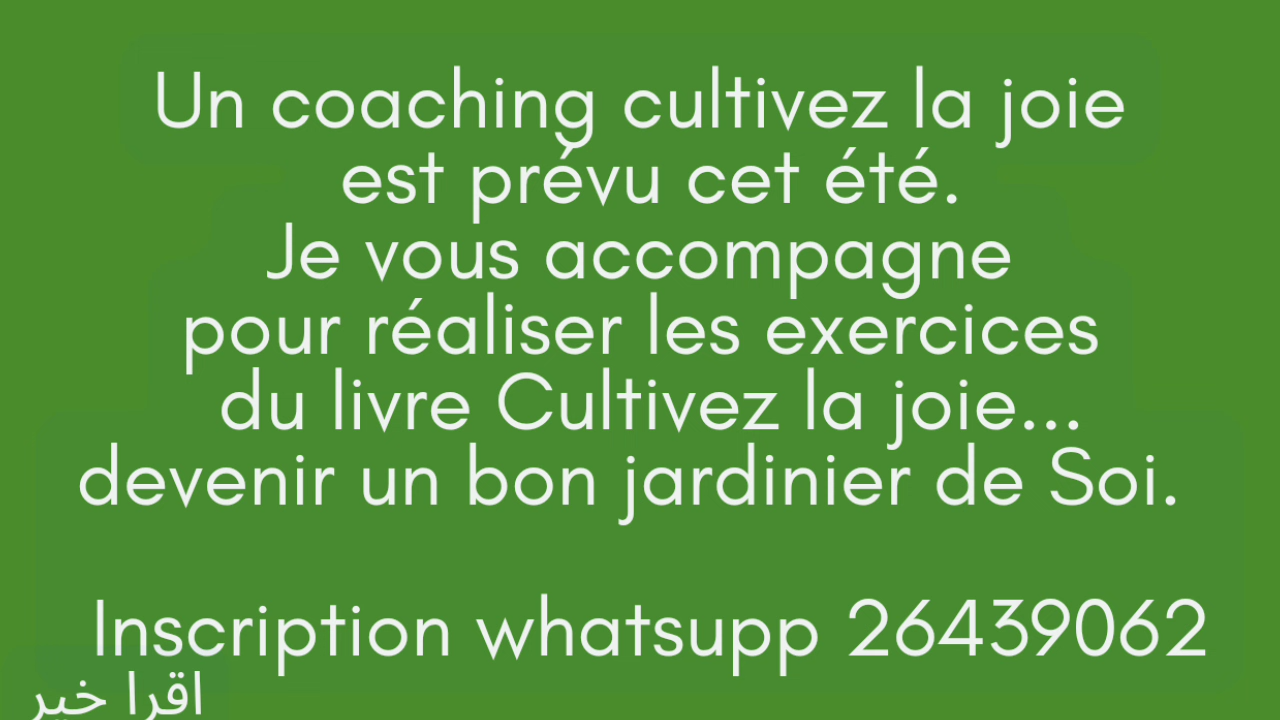 Un coaching cultivez la joie
est prévu cet été.
Je vous accompagne
pour réaliser les exercices
du livre Cultivez la joie...
devenir un bon jardinier de Soi.
Inscription whatsupp 26439062
اقرا خير